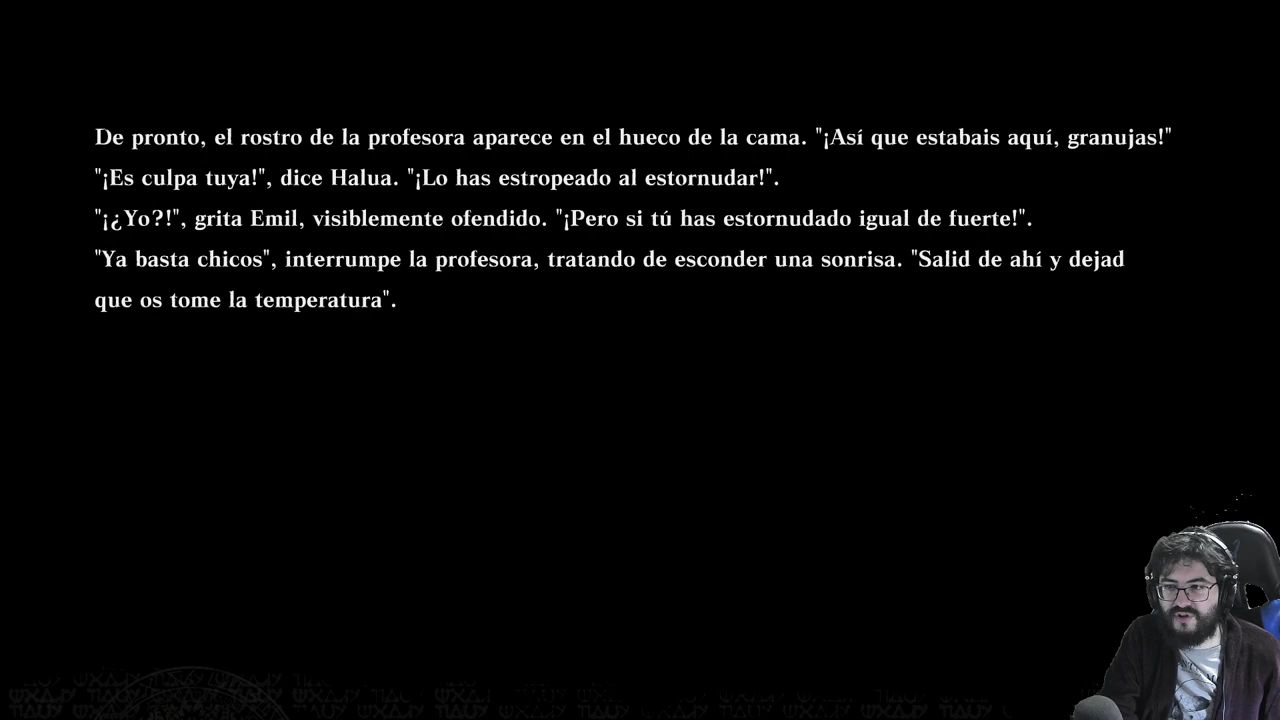 De pronto, el rostro de la profesora aparece en el hueco de la cama. "¡Así que estabais aquí, granujas!"
"¡Es culpa tuya!", dice Halua. "¡Lo has estropeado al estornudar!".
"¡¿Yo?!", grita Emil, visiblemente ofendido. "¡Pero si tú has estornudado igual de fuerte!".
"Ya basta chicos", interrumpe la profesora, tratando de esconder una sonrisa. "Salid de ahí y dejad
que os tome la temperatura".